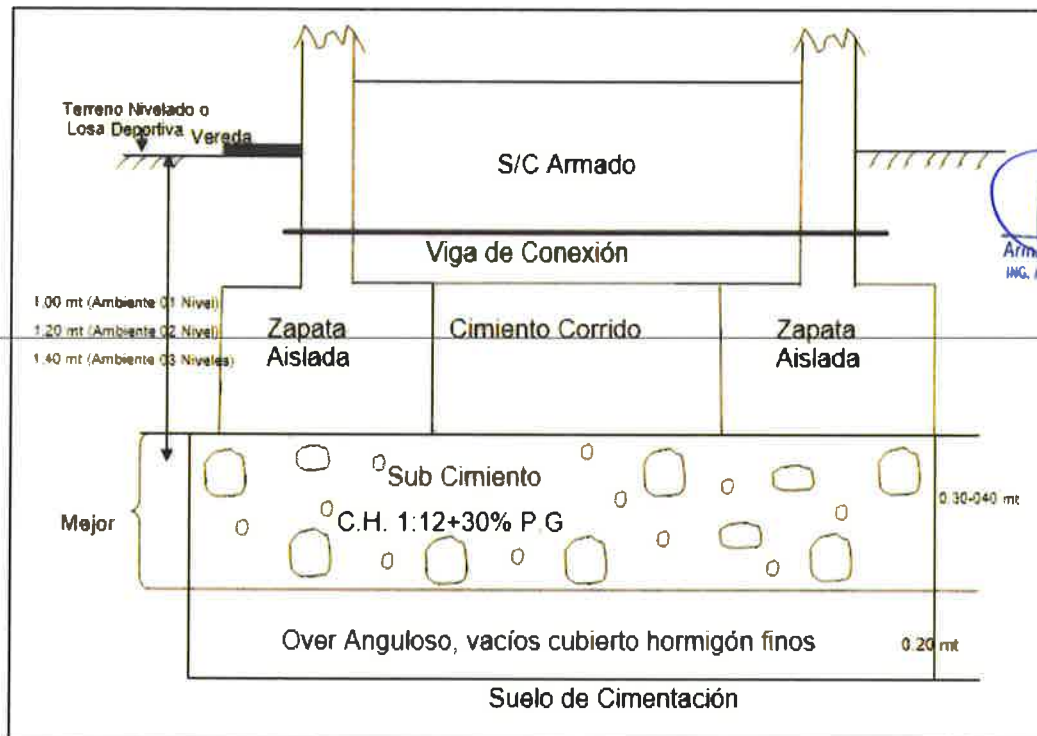 Terreno Nivelado o
Losa Deportiva
Vereda
S/C Armado
Viga de Conexión
1.00 mt (Ambiente 01 Nivel)
1.20 mt (Ambiente 02 Nivel)
1.40 mt (Ambiente 03 Niveles)
Zapata
Aislada
Cimiento Corrido
Zapata
Aislada
Sub Cimiento
C.H. 1:12+30% P.G
Mejor
0.30-040 mt
Over Anguloso, vacíos cubierto hormigón finos
0.20 mt
Suelo de Cimentación
ING.